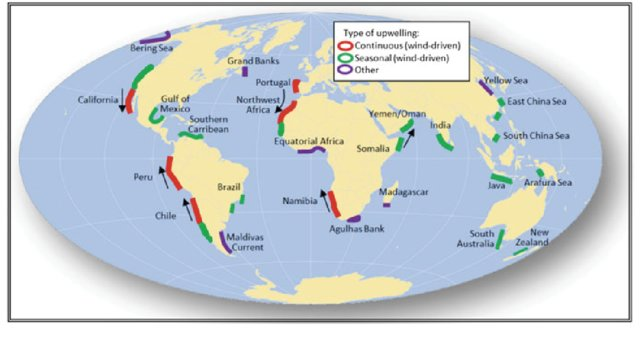 Type of upwelling:
Continuous (wind-driven)
Seasonal (wind-driven)
Other
Bering Sea
Grand Banks
Portugal
Northwest
Africa
California
Gulf of
Mexico
Southern
Carribean
Equatorial Africa
Yemen/Oman
India
Somalia
Yellow Sea
East China Sea
South China Sea
Peru
Brazil
Chile
Maldivas
Current
Namibia
Madagascar
Agulhas Bank
Java
Arafura Sea
South
Australia
New
Zealand